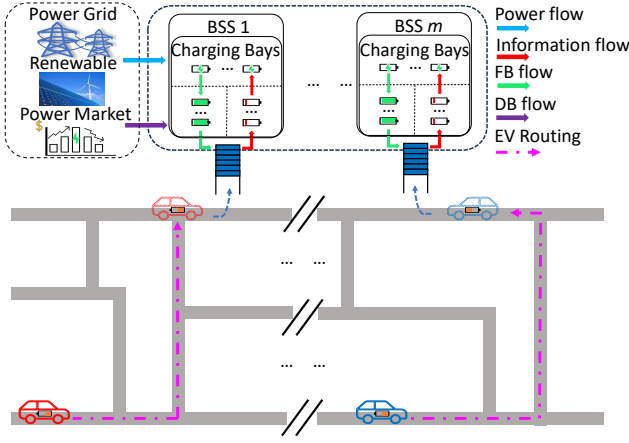 Power Grid
Renewable
Power Market
$
BSS 1
Charging Bays
...
...
...
... ...
BSS m
Charging Bays
...
...
...
Power flow
Information flow
FB flow
DB flow
EV Routing
... ...
... ...
... ...